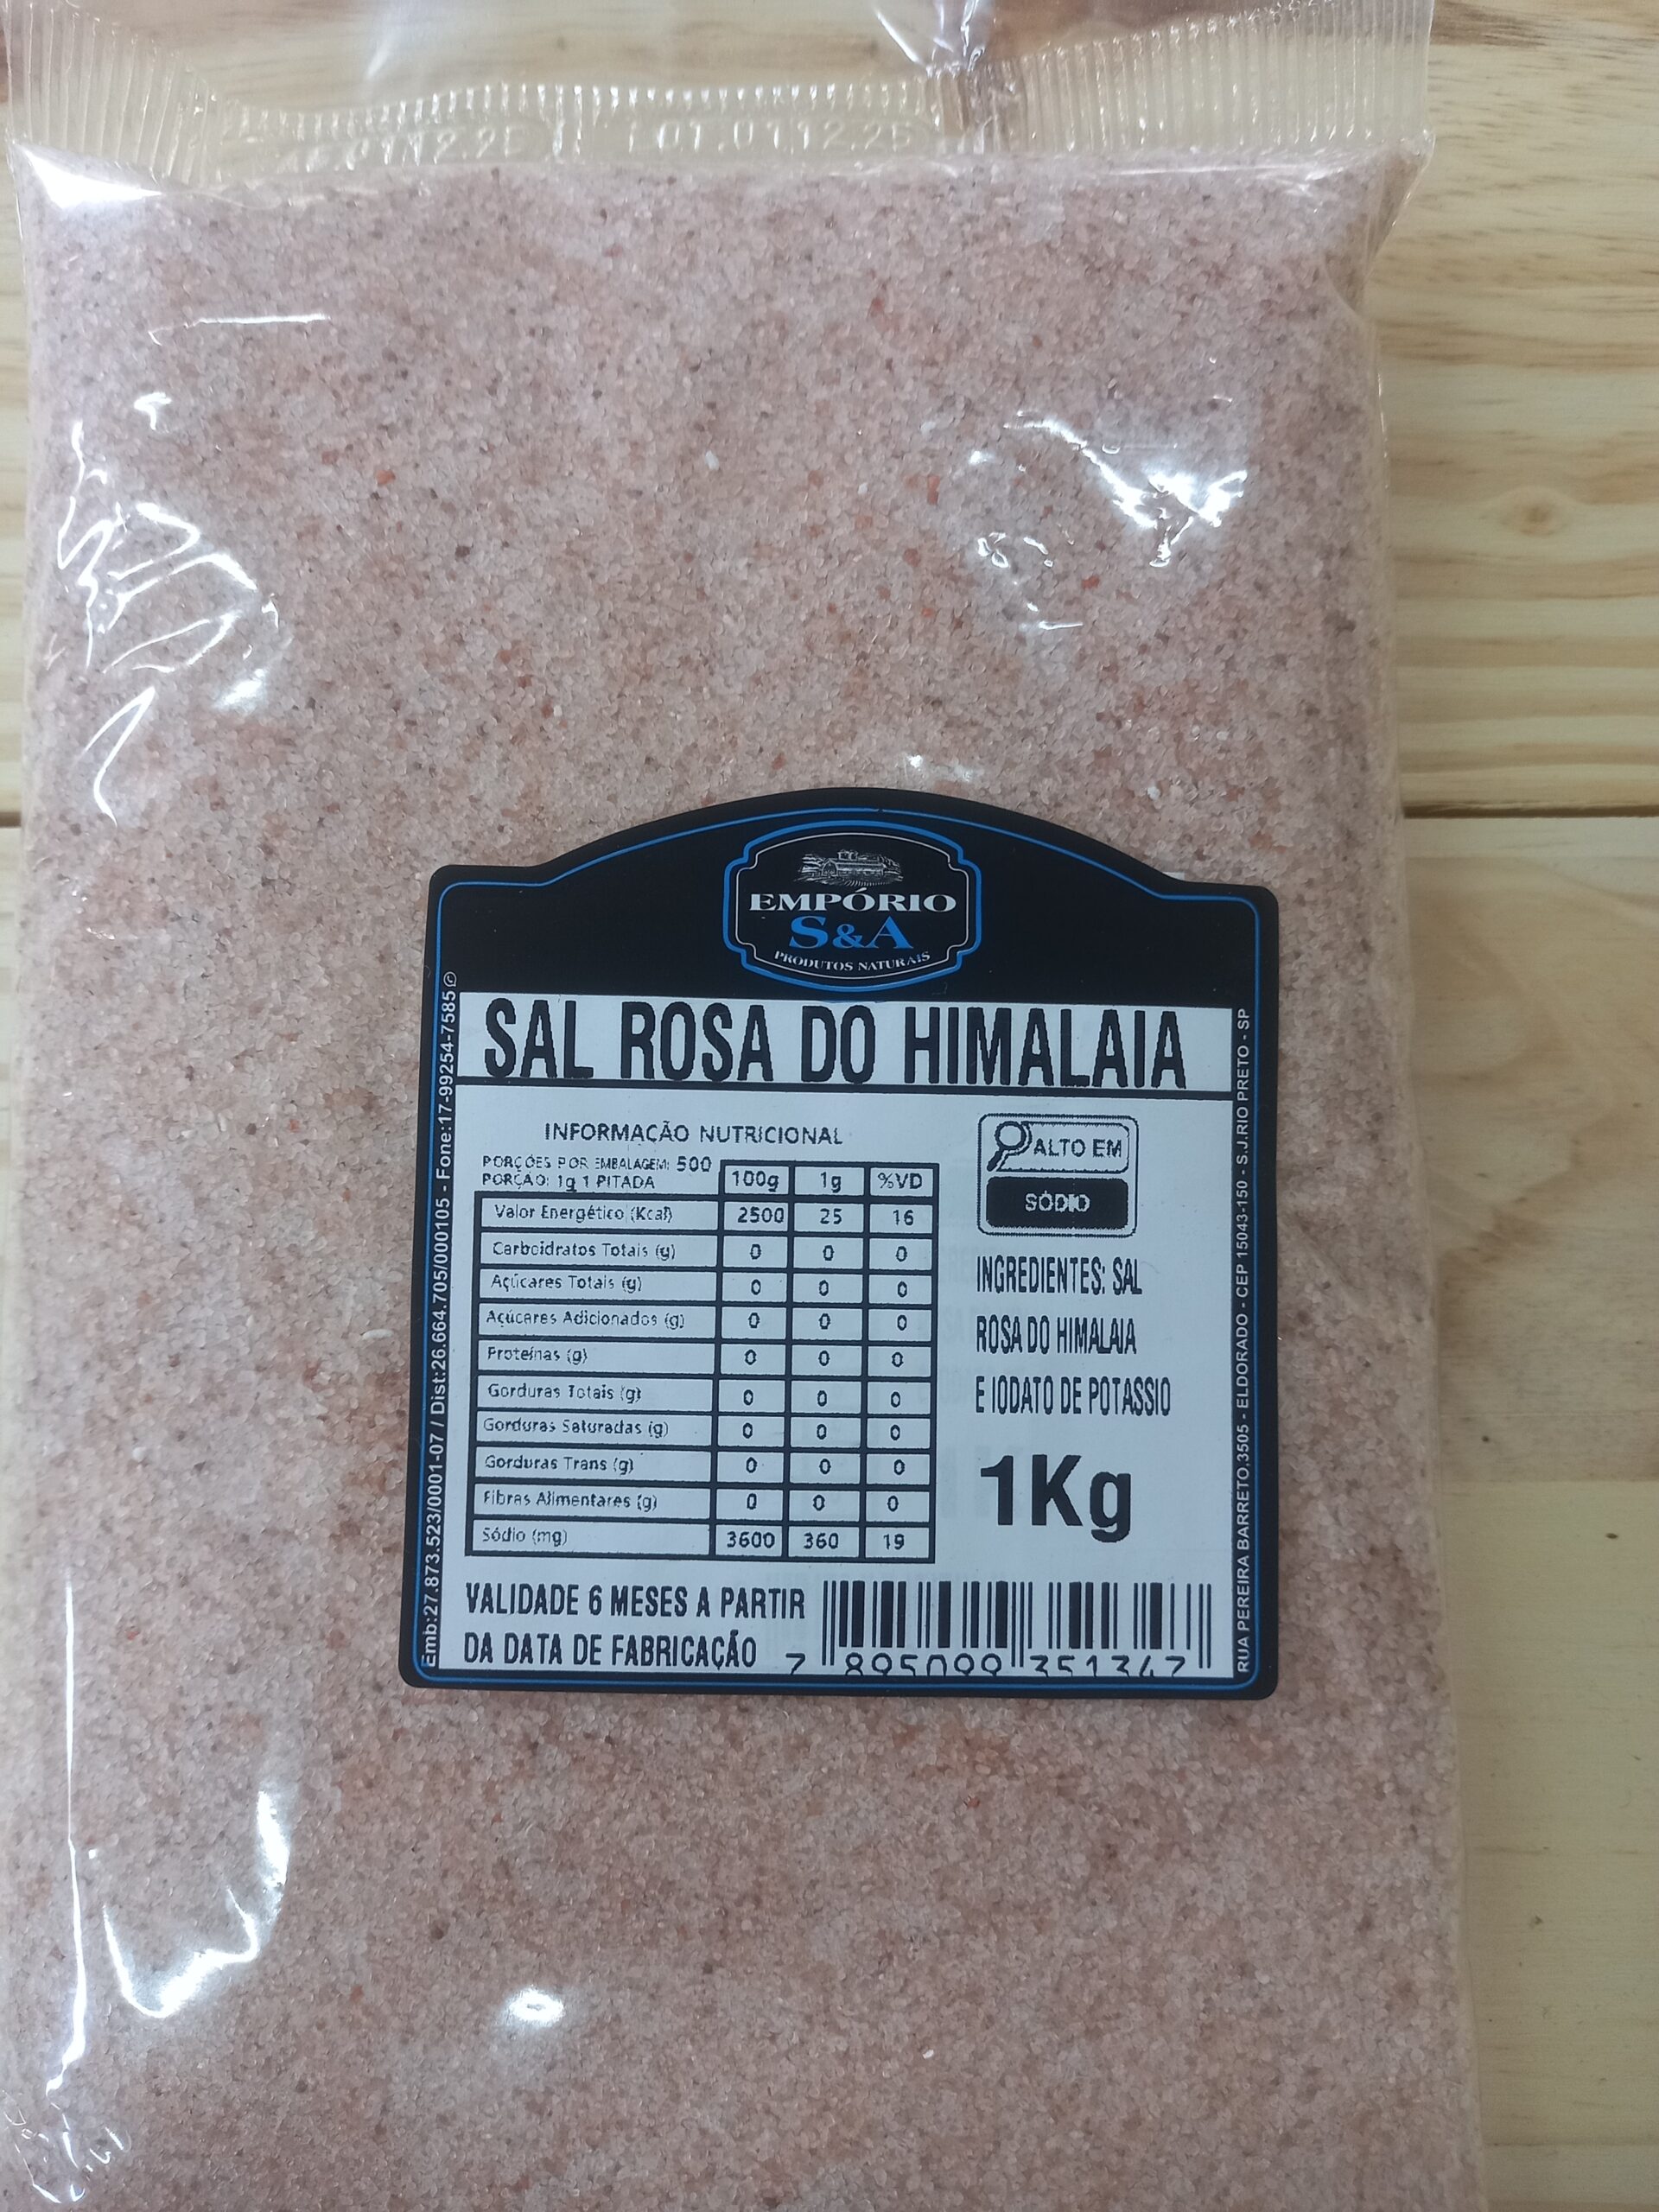 LOT.0112.25
EMPÓRIO
S&A
PRODUTOS NATURAIS
SAL ROSA DO HIMALAIA
INFORMAÇÃO NUTRICIONAL
PORÇÕES POR EMBALAGEM: 500
PORÇÃO: 1g 1 PITADA
100g 1g %VD
Valor Energético (Kcal) 2500 25 16
Carboidratos Totais (g) 0 0 0
Açúcares Totais (g) 0 0 0
Açúcares Adicionados (g) 0 0 0
Proteínas (g) 0 0 0
Gorduras Totais (g) 0 0 0
Gorduras Saturadas (g) 0 0 0
Gorduras Trans (g) 0 0 0
Fibras Alimentares (g) 0 0 0
Sódio (mg) 3600 360 19
ALTO EM
SÓDIO
INGREDIENTES: SAL
ROSA DO HIMALAIA
E IODATO DE POTASSIO
1Kg
VALIDADE 6 MESES A PARTIR
DA DATA DE FABRICAÇÃO
7 895099 351347
Emb:27.873.523/0001-07 / Dist:26.664.705/000105 - Fone:17-99254-7585
RUA PEREIRA BARRETO,3505 - ELDORADO - CEP 15043-150 - S.J.RIO PRETO - SP